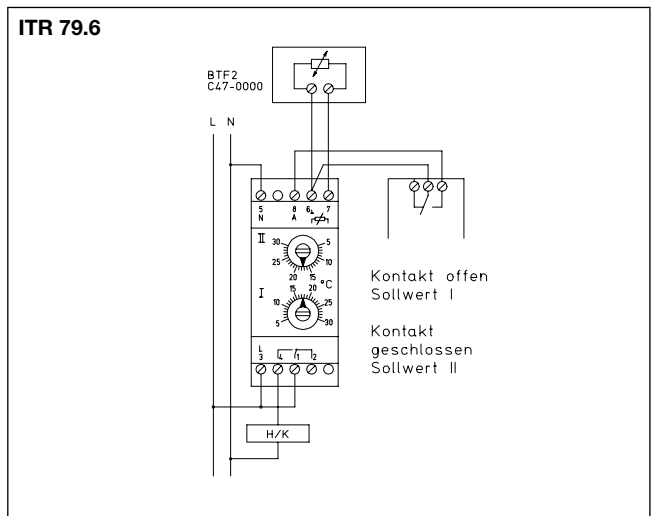 ITR 79.6
BTF2
C47-0000
L N
5 8 6 7
N A
II 30 5
25 10
20 15
°C
I 15 20
10 25
5 30
L
3 4 1 2
H/K
Kontakt offen
Sollwert I
Kontakt
geschlossen
Sollwert II